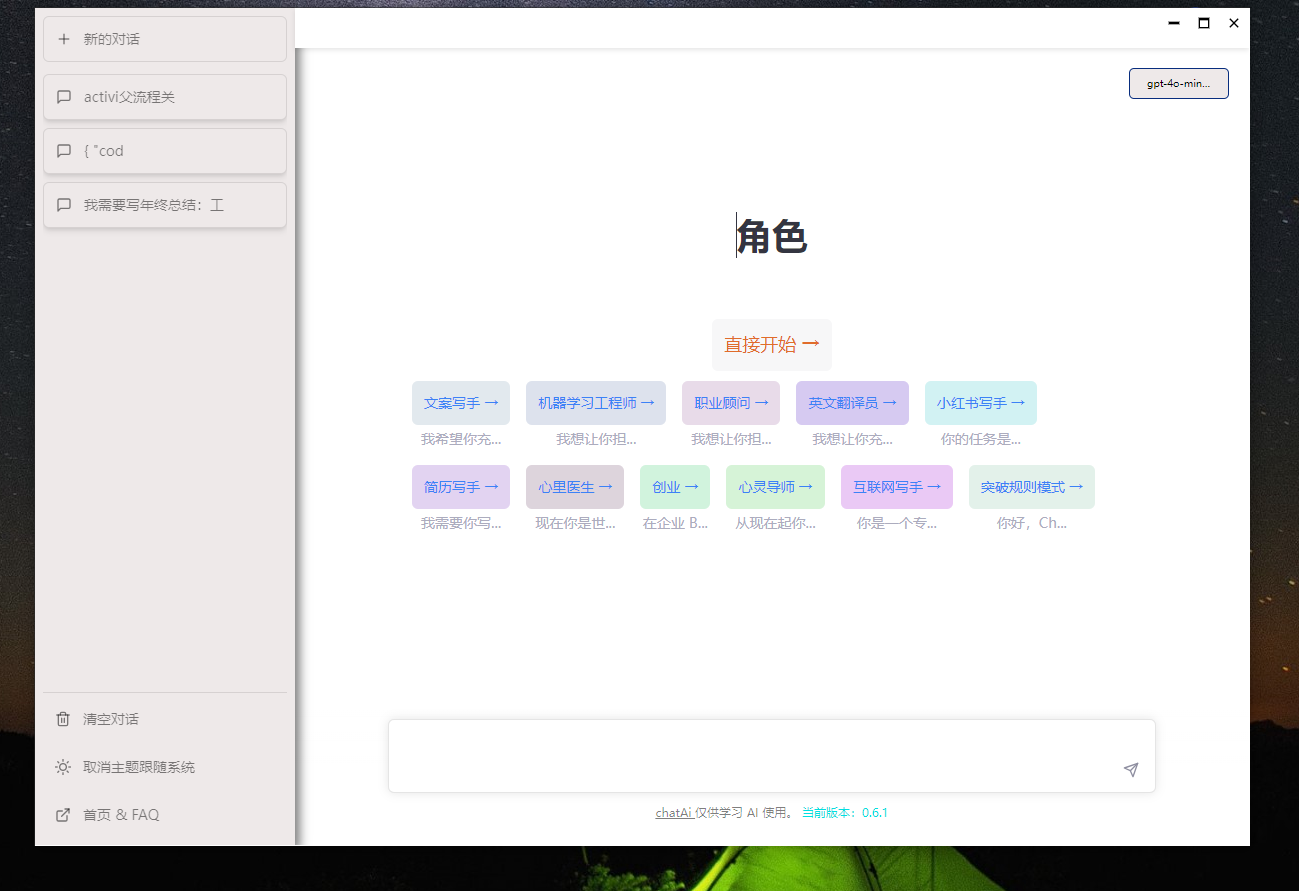 新的对话
activi父流程关
{ "cod
我需要写年终总结：工
清空对话
取消主题跟随系统
首页 & FAQ
gpt-4o-min...
角色
直接开始 →
文案写手 → 机器学习工程师 → 职业顾问 → 英文翻译员 → 小红书写手 →
我希望你充... 我想让你担... 我想让你担... 我想让你充... 你的任务是...
简历写手 → 心里医生 → 创业 → 心灵导师 → 互联网写手 → 突破规则模式 →
我需要你写... 现在你是世... 在企业 B... 从现在起你... 你是一个专... 你好，Ch...
chatAi 仅供学习 AI 使用。 当前版本：0.6.1